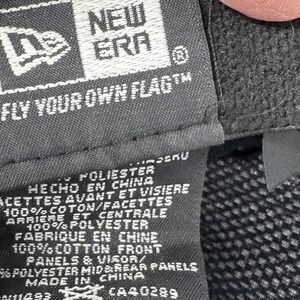 NEW
ERA®
FLY YOUR OWN FLAG™
POLIESTER
HECHO EN CHINA
FACETTES AVANT ET VISIERE
100% COTON/FACETTES
ARRIERE ET CENTRALE
100% POLYESTER
FABRIQUE EN CHINE
100% COTTON FRONT
PANELS & VISOR/
%POLYESTER MID & REAR PANELS
MADE IN CHINA
CA40289